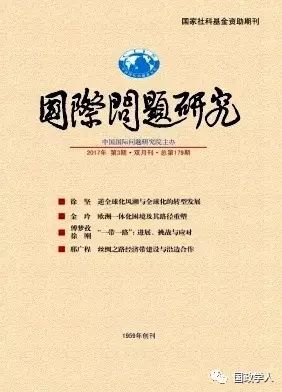 国家社科基金资助期刊
国際問題研究
中国国际问题研究院主办
2017年 第3期·双月刊·总第179期
徐 坚 逆全球化风潮与全球化的转型发展
金 玲 欧洲一体化困境及其路径重塑
傅梦孜
徐 刚 “一带一路”:进展、挑战与应对
邢广程 丝绸之路经济带建设与沿边合作
1959年创刊
国政学人